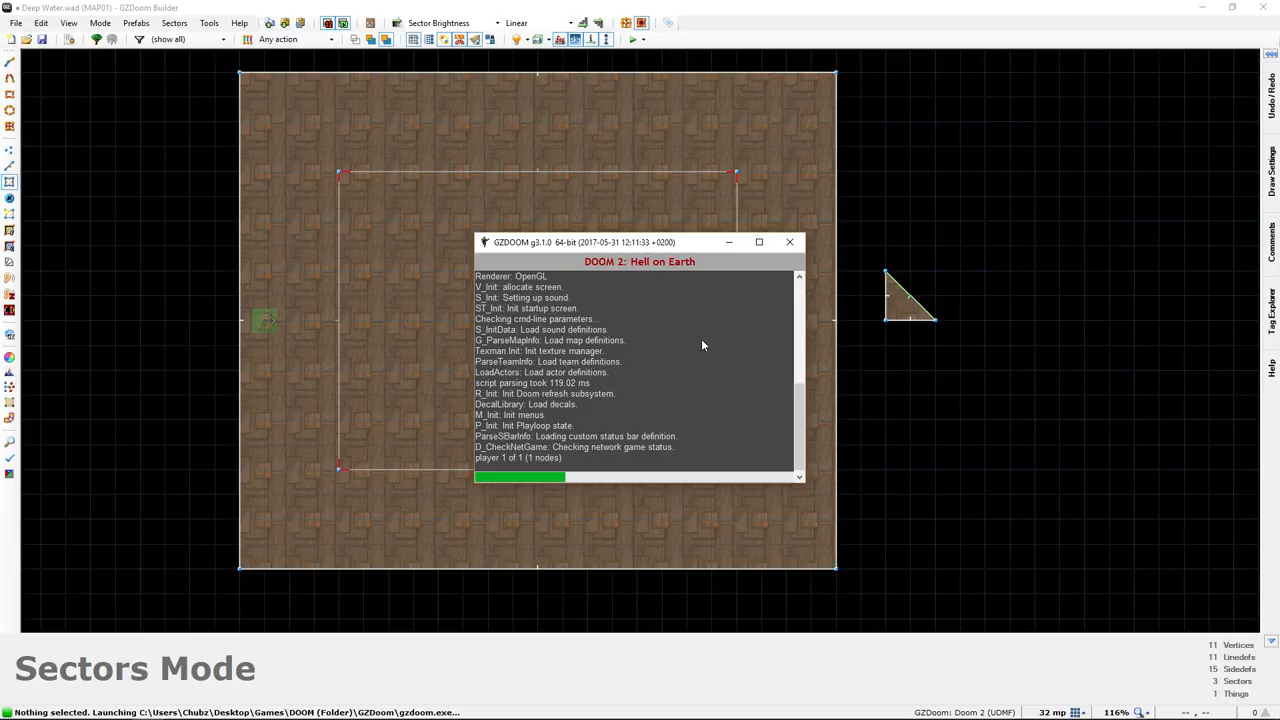 Deep Water.wad (MAP01) - GZDoom Builder
File Edit View Mode Prefabs Sectors Tools Help
Sector Brightness
Linear
(show all)
Any action
Undo / Redo
Draw Settings
Comments
Tag Explorer
Help
GZDOOM g3.1.0 64-bit (2017-05-31 12:11:33 +0200)
DOOM 2: Hell on Earth
Renderer: OpenGL
V_Init: allocate screen.
S_Init: Setting up sound.
ST_Init: Init startup screen.
Checking cmd-line parameters...
S_InitData: Load sound definitions.
G_ParseMapInfo: Load map definitions.
Texman.Init: Init texture manager.
ParseTeamInfo: Load team definitions.
LoadActors: Load actor definitions.
script parsing took 119.02 ms
R_Init: Init Doom refresh subsystem.
DecalLibrary: Load decals.
M_Init: Init menus.
P_Init: Init Playloop state.
ParseSBarInfo: Loading custom status bar definition.
D_CheckNetGame: Checking network game status.
player 1 of 1 (1 nodes)
Sectors Mode
11 Vertices
11 Linedefs
15 Sidedefs
3 Sectors
1 Things
Nothing selected. Launching C:\Users\Chubz\Desktop\Games\DOOM (Folder)\GZDoom\gzdoom.exe...
GZDoom: Doom 2 (UDMF)
32 mp
116%
-- , --
0